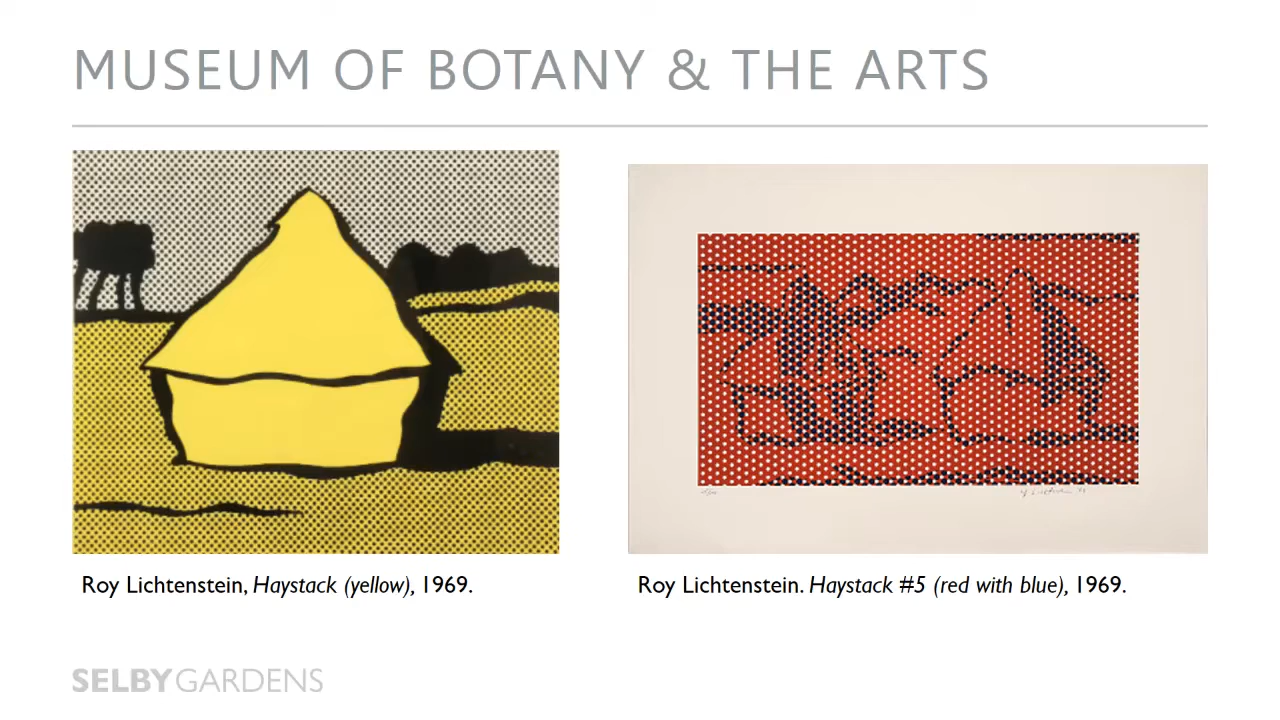 MUSEUM OF BOTANY & THE ARTS
Roy Lichtenstein, Haystack (yellow), 1969.
Roy Lichtenstein. Haystack #5 (red with blue), 1969.
SELBYGARDENS